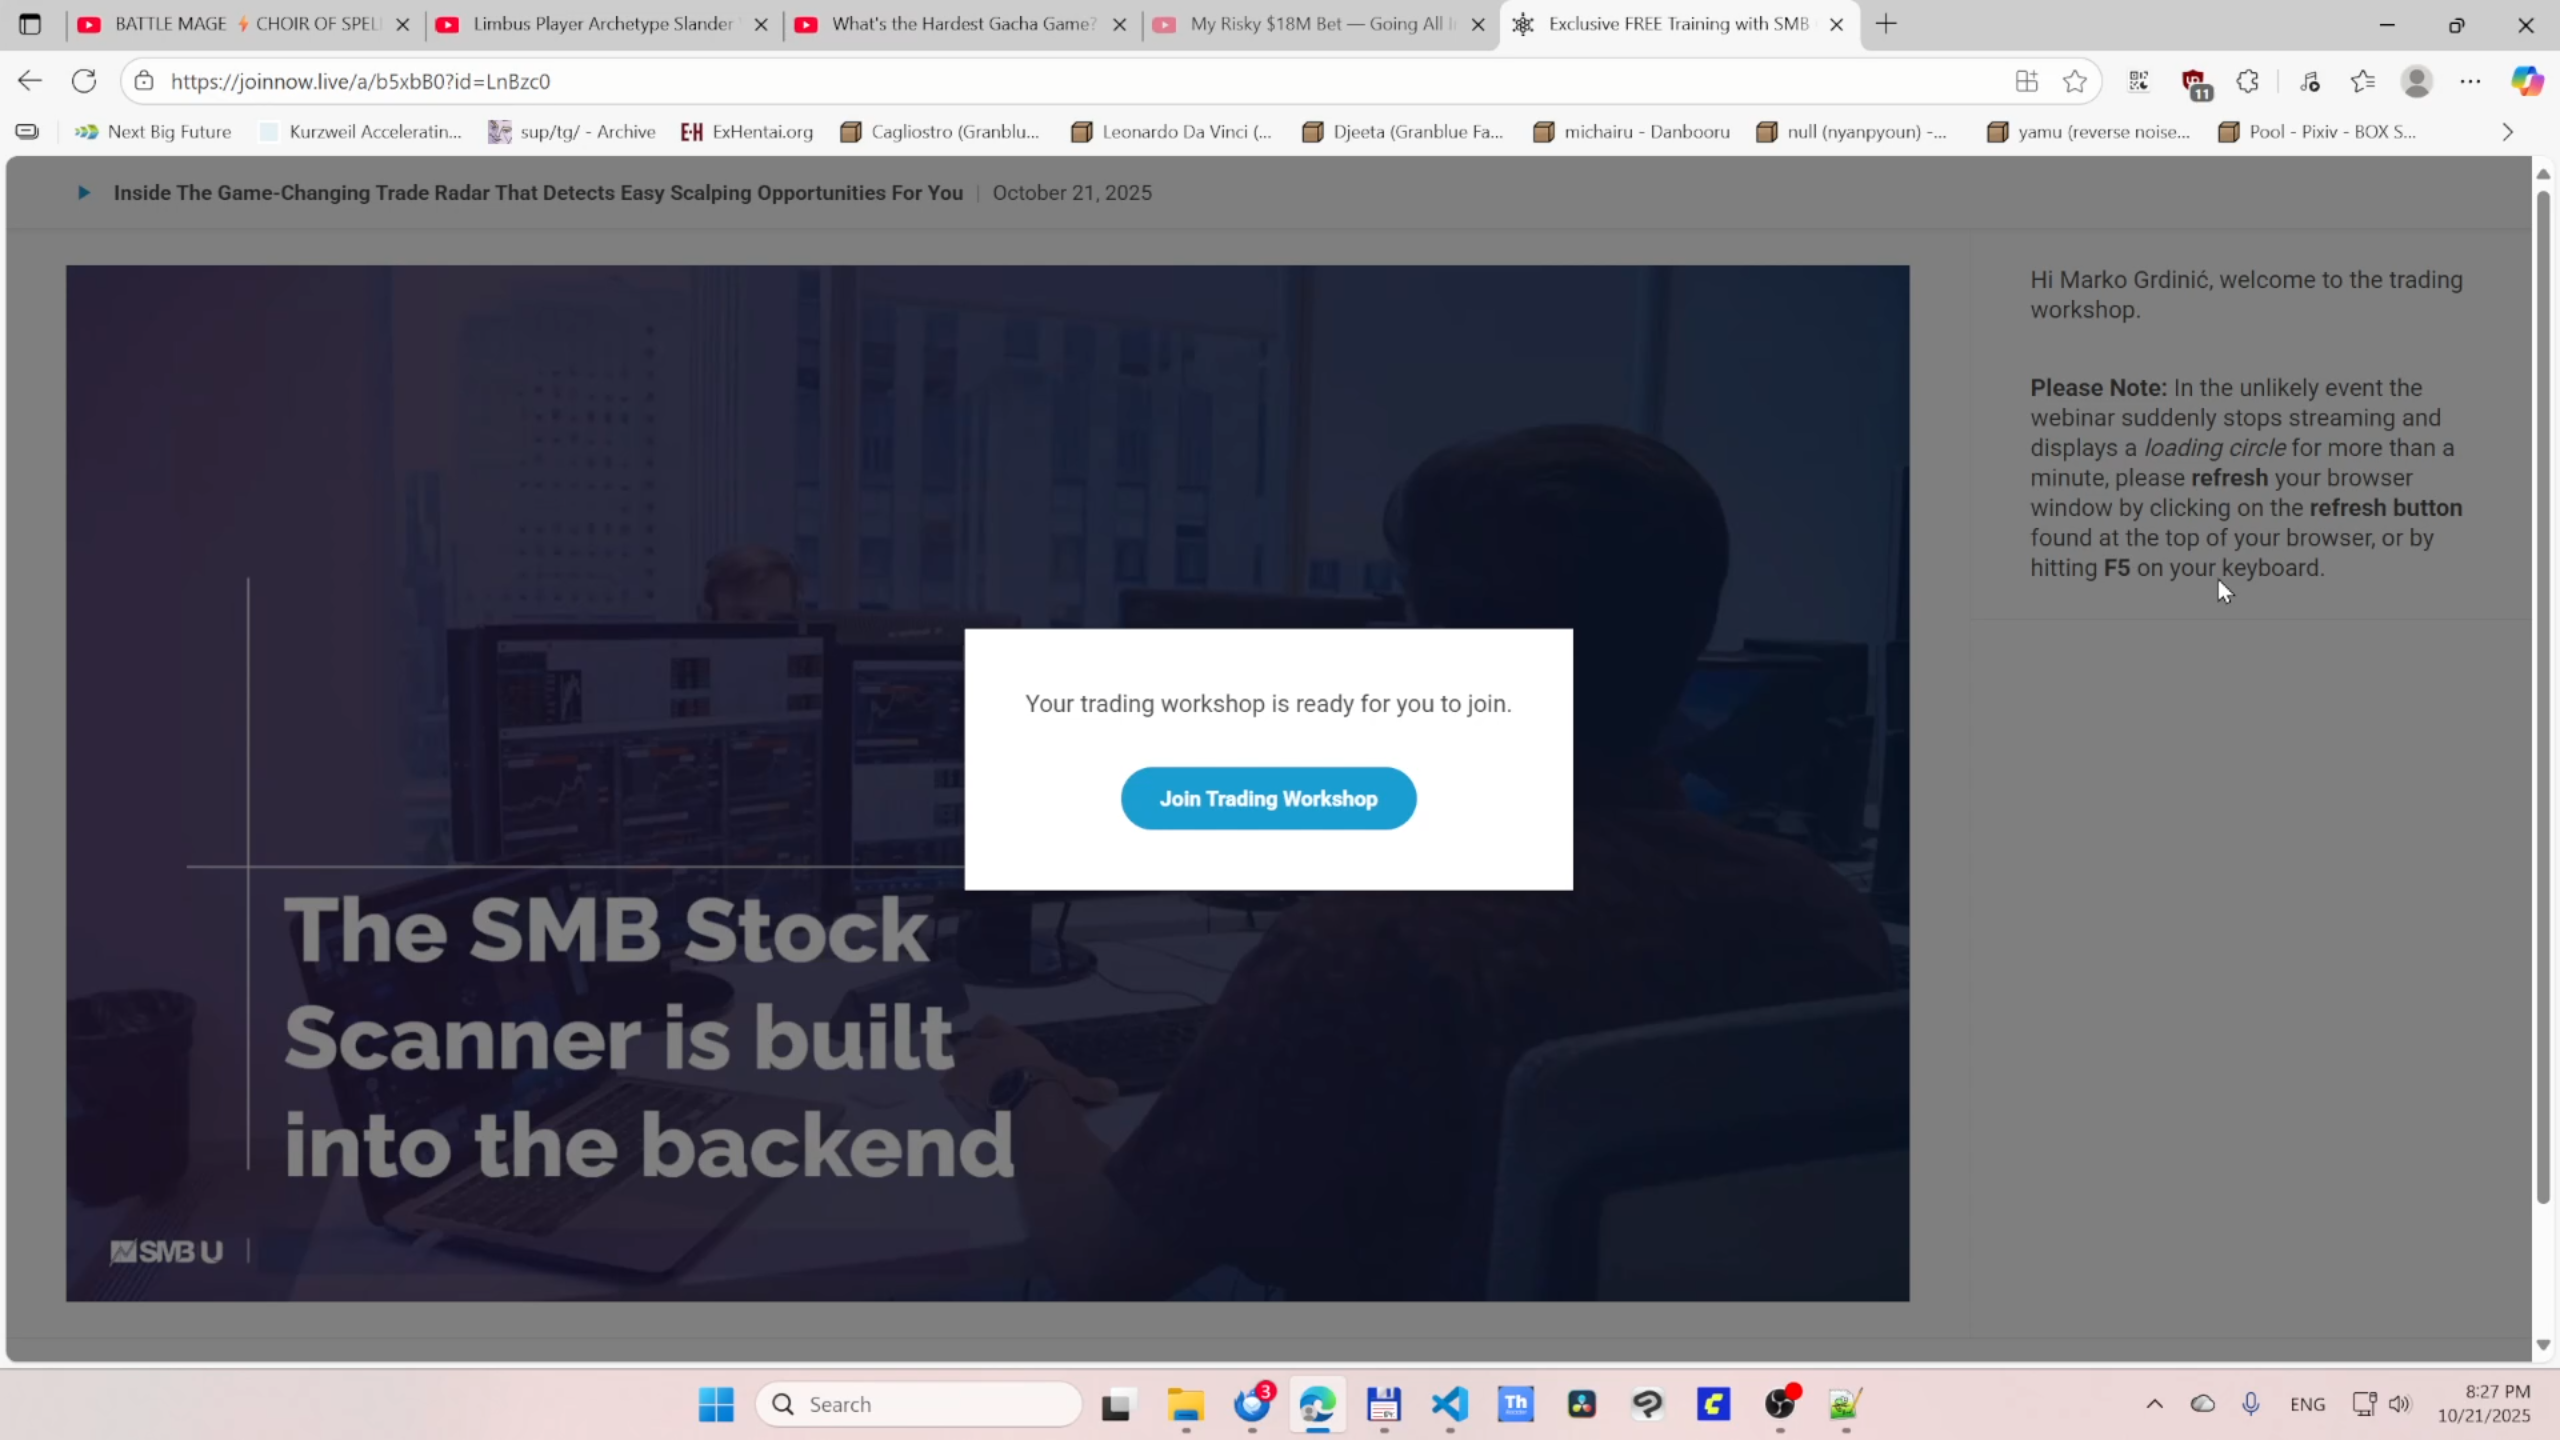 BATTLE MAGE ⚡ CHOIR OF SPEL
Limbus Player Archetype Slander
What's the Hardest Gacha Game?
My Risky $18M Bet — Going All I
Exclusive FREE Training with SMB
https://joinnow.live/a/b5xbB0?id=LnBzc0
11
Next Big Future
Kurzweil Acceleratin...
sup/tg/ - Archive
E-H ExHentai.org
Cagliostro (Granblu...
Leonardo Da Vinci (...
Djeeta (Granblue Fa...
michairu - Danbooru
null (nyanpyoun) -...
yamu (reverse noise...
Pool - Pixiv - BOX S...
Inside The Game-Changing Trade Radar That Detects Easy Scalping Opportunities For You | October 21, 2025
Hi Marko Grdinić, welcome to the trading
workshop.
Please Note: In the unlikely event the
webinar suddenly stops streaming and
displays a loading circle for more than a
minute, please refresh your browser
window by clicking on the refresh button
found at the top of your browser, or by
hitting F5 on your keyboard.
Your trading workshop is ready for you to join.
Join Trading Workshop
The SMB Stock
Scanner is built
into the backend
SMB U
Search
3
64
Th
ENG
8:27 PM
10/21/2025